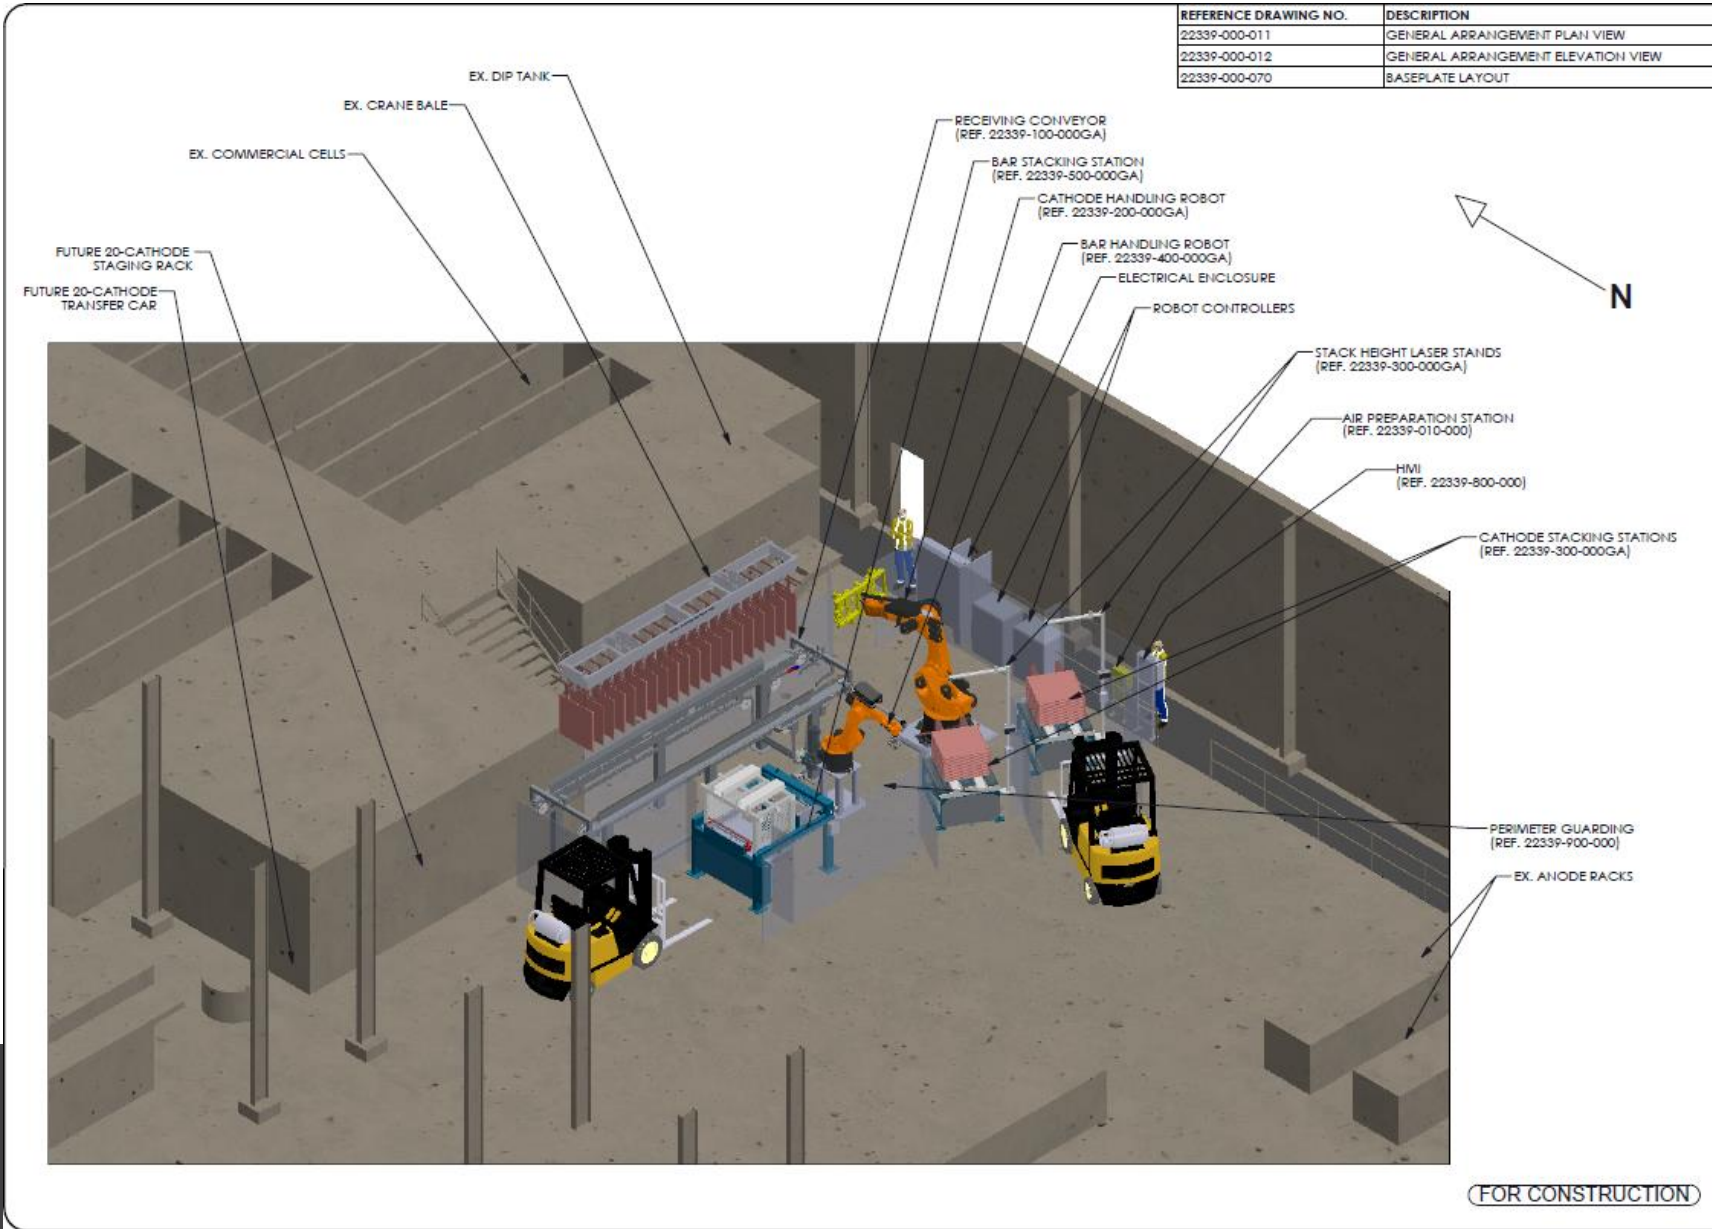 REFERENCE DRAWING NO. DESCRIPTION
22339-000-011 GENERAL ARRANGEMENT PLAN VIEW
22339-000-012 GENERAL ARRANGEMENT ELEVATION VIEW
22339-000-070 BASEPLATE LAYOUT
EX. DIP TANK
EX. CRANE BALE
EX. COMMERCIAL CELLS
FUTURE 20-CATHODE
STAGING RACK
FUTURE 20-CATHODE
TRANSFER CAR
RECEIVING CONVEYOR
(REF. 22339-100-000GA)
BAR STACKING STATION
(REF. 22339-500-000GA)
CATHODE HANDLING ROBOT
(REF. 22339-200-000GA)
BAR HANDLING ROBOT
(REF. 22339-400-000GA)
ELECTRICAL ENCLOSURE
ROBOT CONTROLLERS
N
STACK HEIGHT LASER STANDS
(REF. 22339-300-000GA)
AIR PREPARATION STATION
(REF. 22339-010-000)
HMI
(REF. 22339-800-000)
CATHODE STACKING STATIONS
(REF. 22339-300-000GA)
PERIMETER GUARDING
(REF. 22339-900-000)
EX. ANODE RACKS
FOR CONSTRUCTION